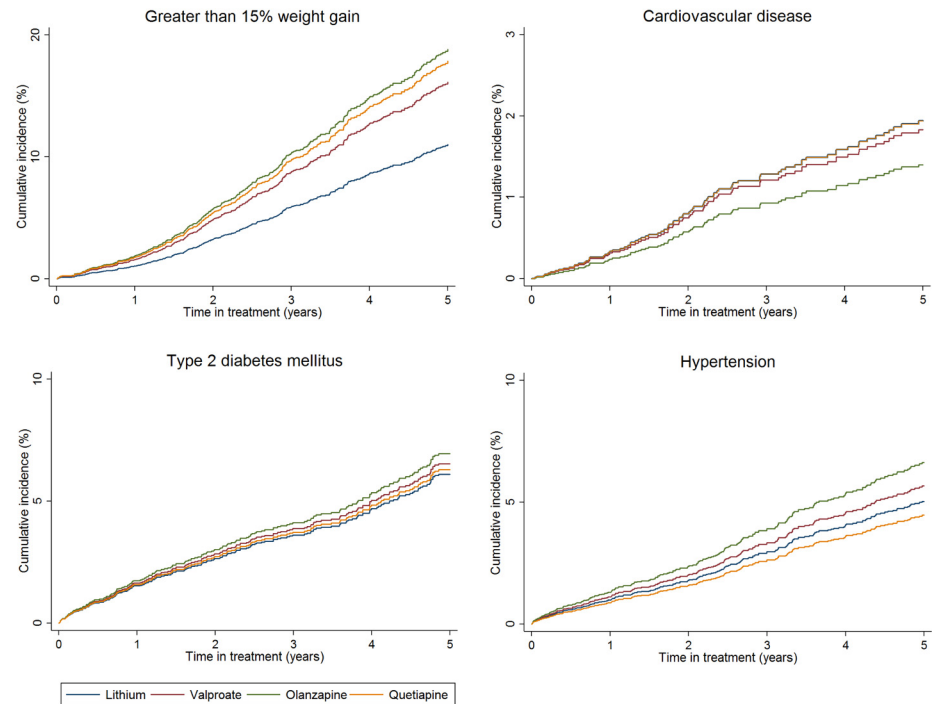 Greater than 15% weight gain
Cumulative incidence (%)
20
10
0
0 1 2 3 4 5
Time in treatment (years)
Cardiovascular disease
Cumulative incidence (%)
3
2
1
0
0 1 2 3 4 5
Time in treatment (years)
Type 2 diabetes mellitus
Cumulative incidence (%)
10
5
0
0 1 2 3 4 5
Time in treatment (years)
Hypertension
Cumulative incidence (%)
10
5
0
0 1 2 3 4 5
Time in treatment (years)
Lithium Valproate Olanzapine Quetiapine